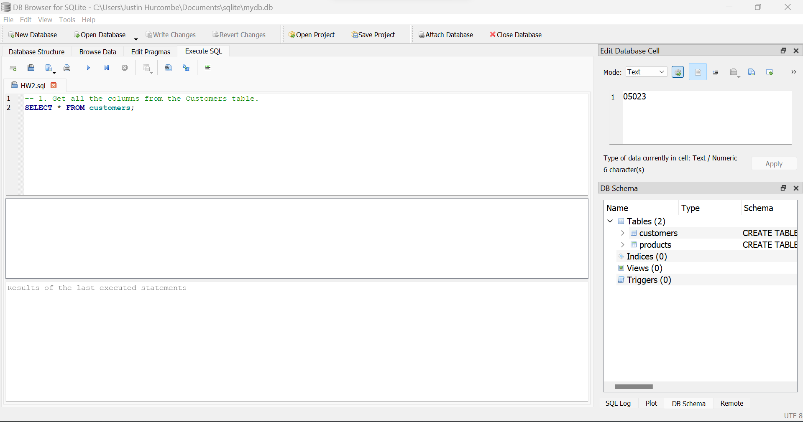 DB Browser for SQLite - C:\Users\Justin Hurcombe\Documents\sqlite\mydb.db
File Edit View Tools Help
New Database Open Database Write Changes Revert Changes Open Project Save Project Attach Database Close Database
Database Structure Browse Data Edit Pragmas Execute SQL
HW2.sql
1 -- 1. Get all the columns from the Customers table.
2 SELECT * FROM customers;
Results of the last executed statements
Edit Database Cell
Mode: Text
1 05023
Type of data currently in cell: Text / Numeric
6 character(s)
Apply
DB Schema
Name Type Schema
Tables (2)
customers CREATE TABLE
products CREATE TABLE
Indices (0)
Views (0)
Triggers (0)
SQL Log Plot DB Schema Remote
UTF 8